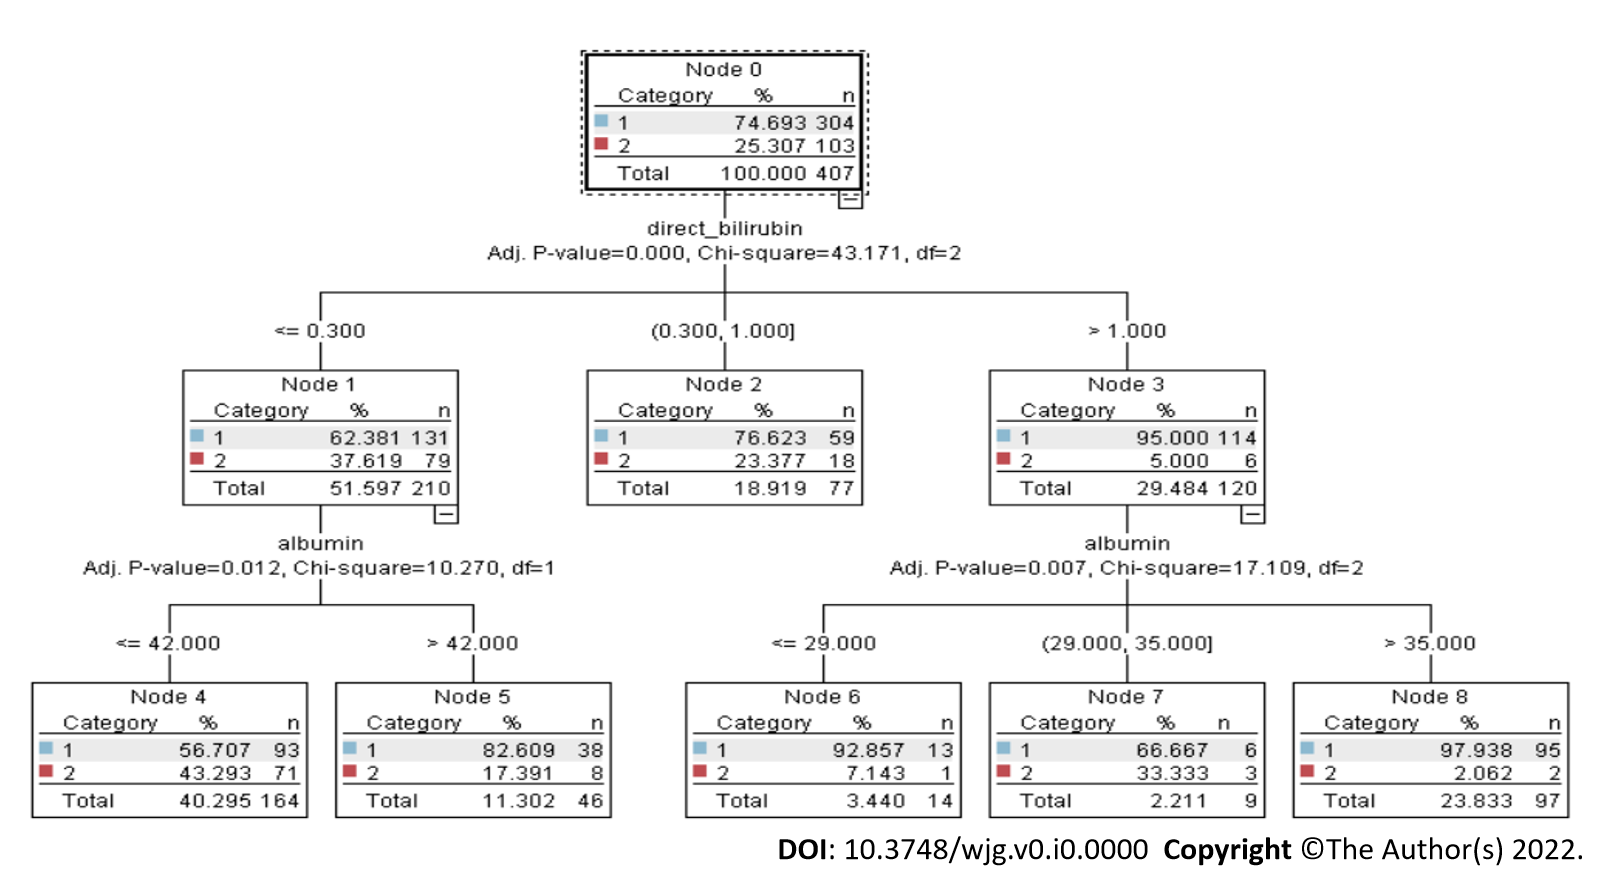 Node 0
Category % n
1 74.693 304
2 25.307 103
Total 100.000 407
direct_bilirubin
Adj. P-value=0.000, Chi-square=43.171, df=2
<= 0.300
(0.300, 1.000]
> 1.000
Node 1
Category % n
1 62.381 131
2 37.619 79
Total 51.597 210
Node 2
Category % n
1 76.623 59
2 23.377 18
Total 18.919 77
Node 3
Category % n
1 95.000 114
2 5.000 6
Total 29.484 120
albumin
Adj. P-value=0.012, Chi-square=10.270, df=1
albumin
Adj. P-value=0.007, Chi-square=17.109, df=2
<= 42.000
> 42.000
<= 29.000
(29.000, 35.000]
> 35.000
Node 4
Category % n
1 56.707 93
2 43.293 71
Total 40.295 164
Node 5
Category % n
1 82.609 38
2 17.391 8
Total 11.302 46
Node 6
Category % n
1 92.857 13
2 7.143 1
Total 3.440 14
Node 7
Category % n
1 66.667 6
2 33.333 3
Total 2.211 9
Node 8
Category % n
1 97.938 95
2 2.062 2
Total 23.833 97
DOI: 10.3748/wjg.v0.i0.0000 Copyright ©The Author(s) 2022.